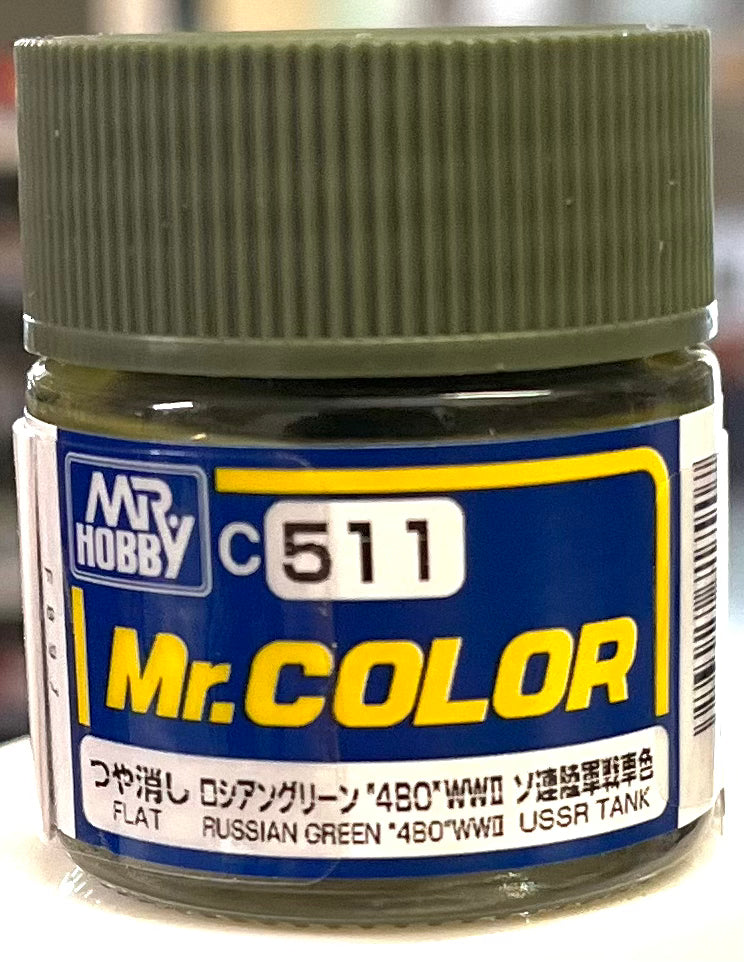 MR. HOBBY
C 511
Mr.COLOR
つや消し ロシアングリーン "4BO"WWⅡ ソ連陸軍戦車色
FLAT RUSSIAN GREEN "4BO"WWⅡ USSR TANK